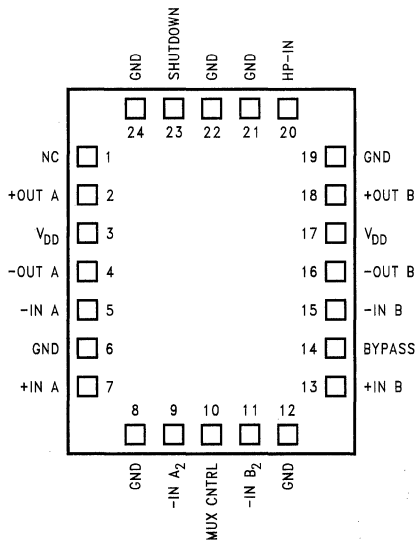 GND SHUTDOWN GND GND HP-IN
24 23 22 21 20
NC 1 19 GND
+OUT A 2 18 +OUT B
V_DD 3 17 V_DD
-OUT A 4 16 -OUT B
-IN A 5 15 -IN B
GND 6 14 BYPASS
+IN A 7 13 +IN B
8 9 10 11 12
GND -IN A₂ MUX CNTRL -IN B₂ GND